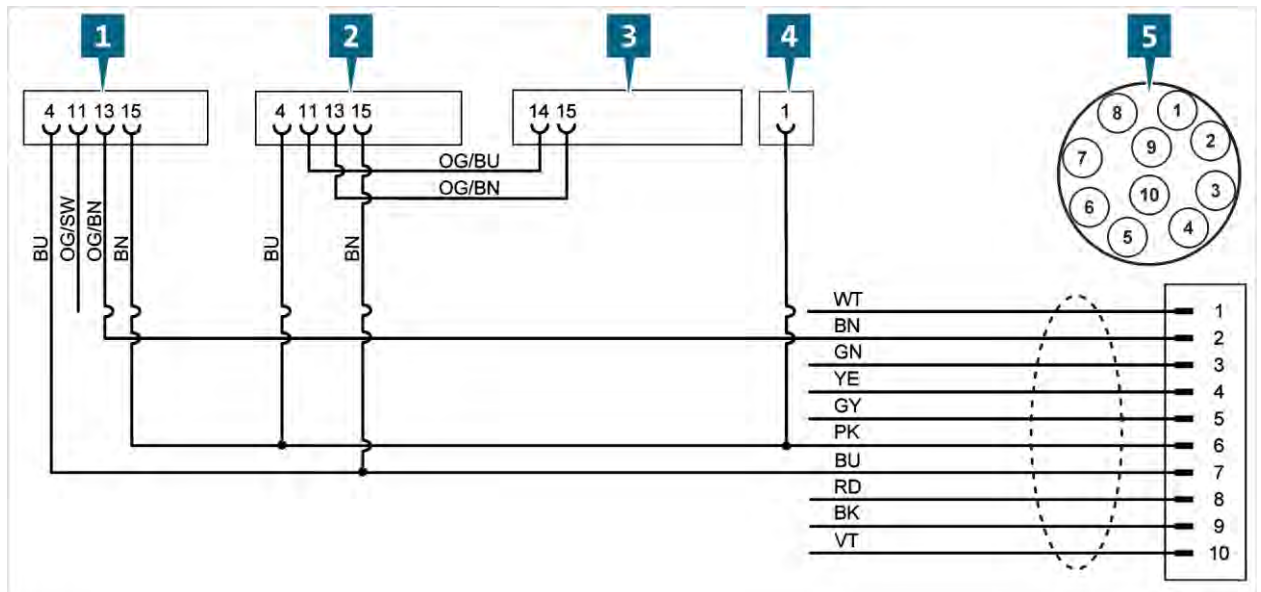 1 2 3 4 5
4 11 13 15
4 11 13 15
14 15
1
8 1
9 2
7
10 3
6
5 4
OG/BU
OG/BN
BU OG/SW OG/BN BN
BU BN
WT 1
BN 2
GN 3
YE 4
GY 5
PK 6
BU 7
RD 8
BK 9
VT 10